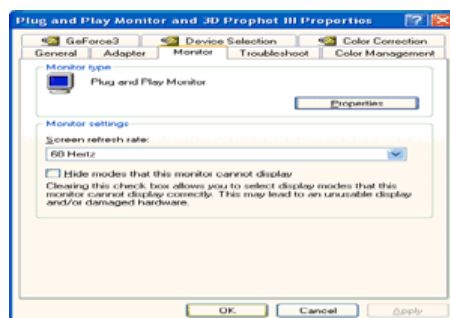 Plug and Play Monitor and 3D Prophet III Properties
GeForce3 Device Selection Color Correction
General Adapter Monitor Troubleshoot Color Management
Monitor type
Plug and Play Monitor
Properties
Monitor settings
Screen refresh rate:
60 Hertz
Hide modes that this monitor cannot display
Clearing this check box allows you to select display modes that this
monitor cannot display correctly. This may lead to an unusable display
and/or damaged hardware.
OK Cancel Apply